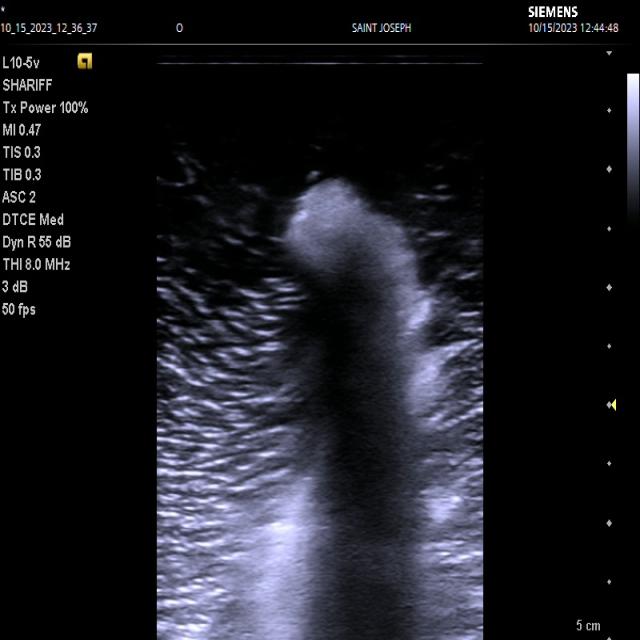 *
SIEMENS
10_15_2023_12_36_37 O SAINT JOSEPH 10/15/2023 12:44:48
L10-5v
SHARIFF
Tx Power 100%
MI 0.47
TIS 0.3
TIB 0.3
ASC 2
DTCE Med
Dyn R 55 dB
THI 8.0 MHz
3 dB
50 fps
5 cm